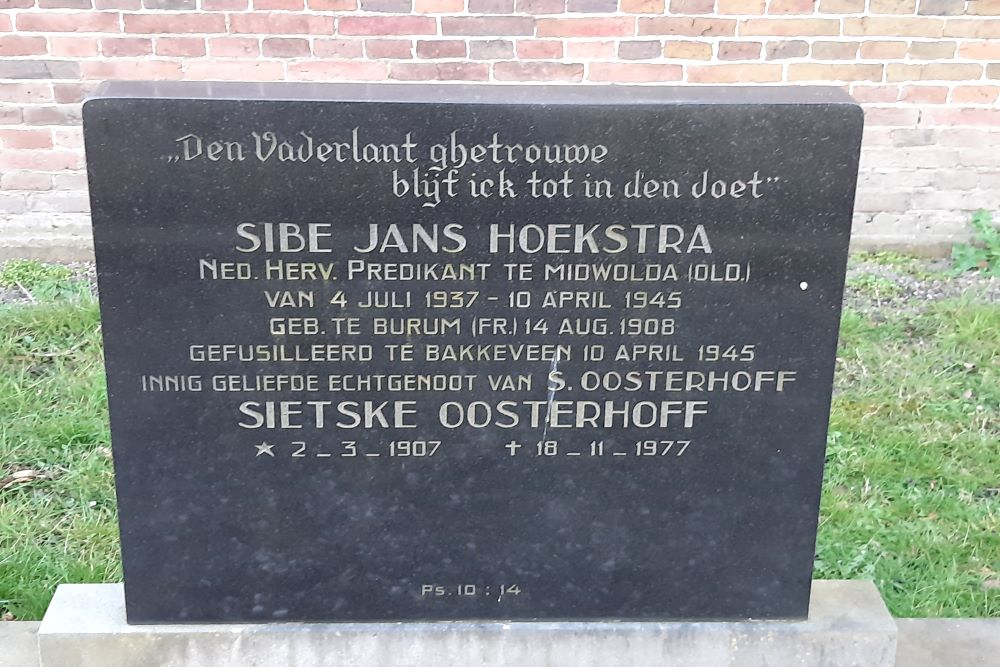 „Den Vaderlant ghetrouwe
blijf ick tot in den doet”
SIBE JANS HOEKSTRA
NED. HERV. PREDIKANT TE MIDWOLDA (OLD.)
VAN 4 JULI 1937 - 10 APRIL 1945
GEB. TE BURUM (FR.) 14 AUG. 1908
GEFUSILLEERD TE BAKKEVEEN 10 APRIL 1945
INNIG GELIEFDE ECHTGENOOT VAN S. OOSTERHOFF
SIETSKE OOSTERHOFF
★ 2 - 3 - 1907 ✝ 18 - 11 - 1977
Ps. 10 : 14